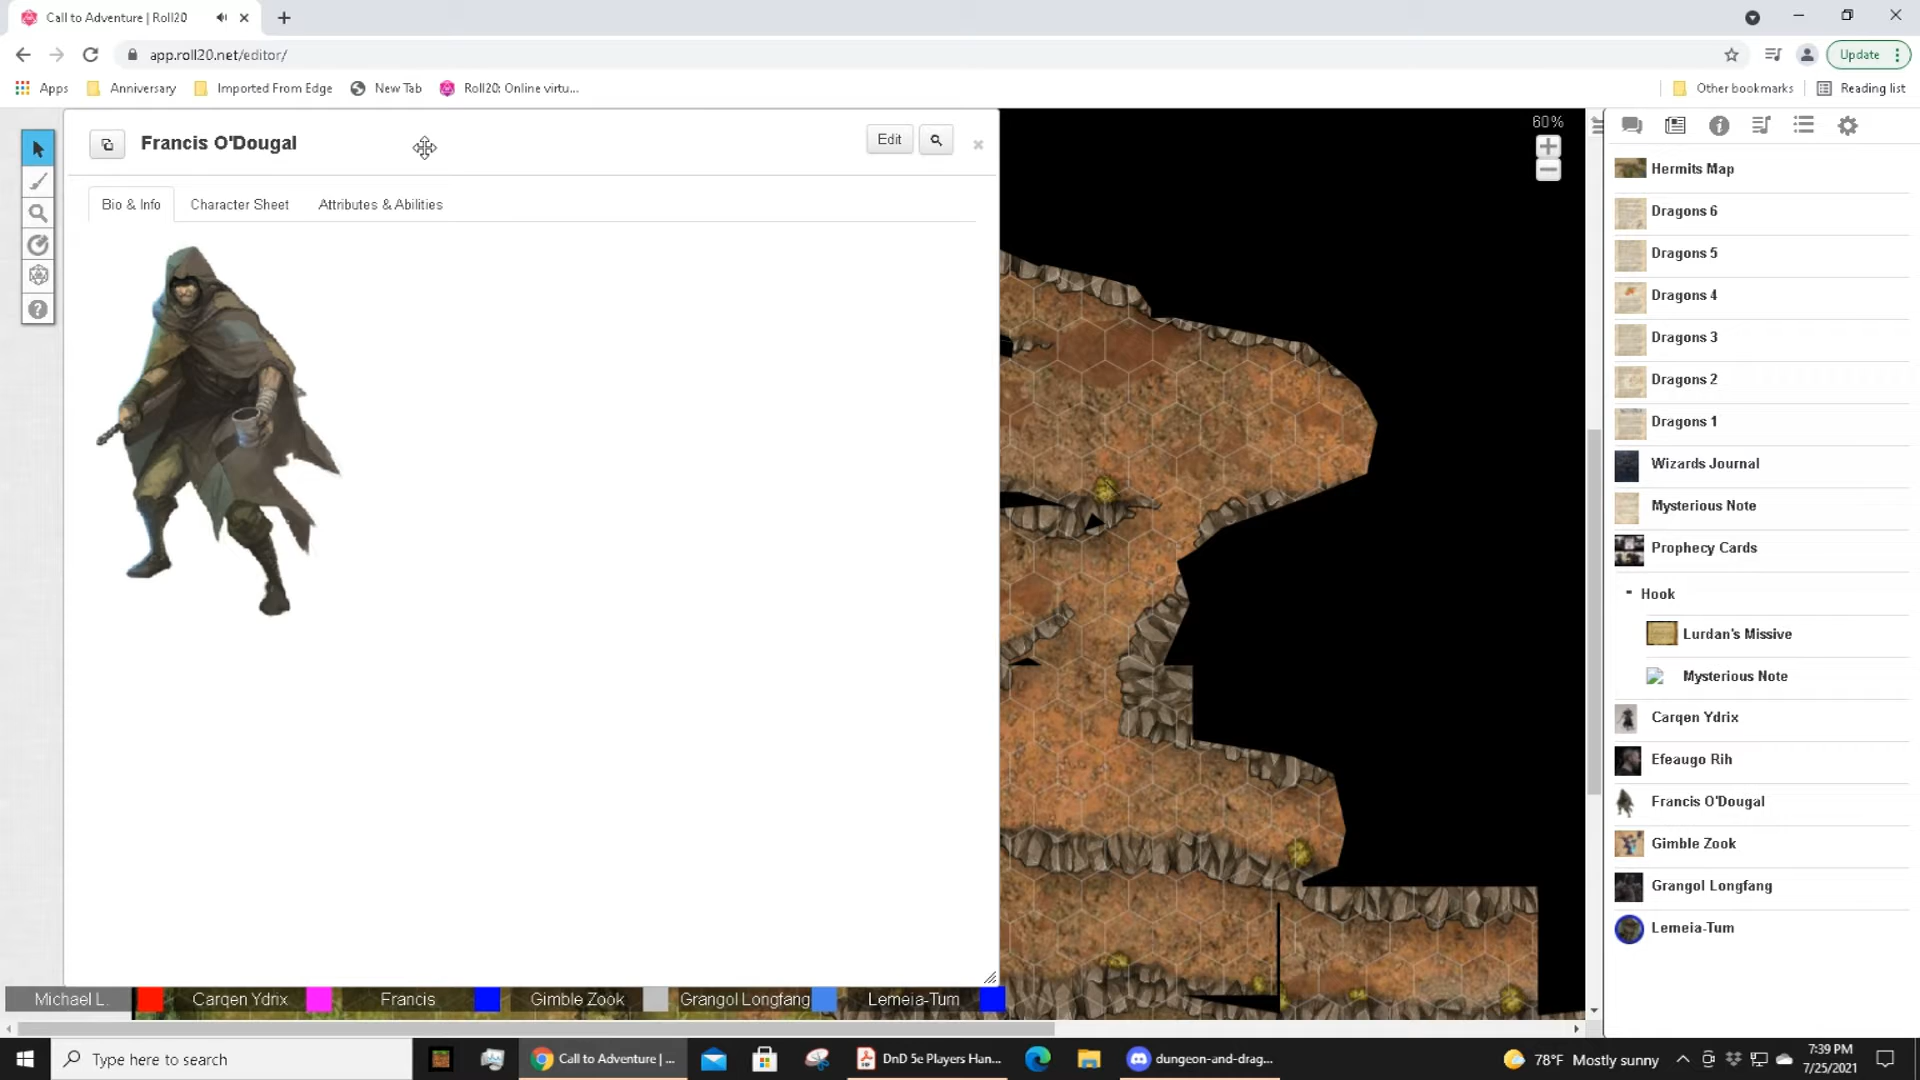 Call to Adventure | Roll20
app.roll20.net/editor/
Update
Apps
Anniversary
Imported From Edge
New Tab
Roll20: Online virtu...
Other bookmarks
Reading list
Francis O'Dougal
Edit
Bio & Info
Character Sheet
Attributes & Abilities
60%
Hermits Map
Dragons 6
Dragons 5
Dragons 4
Dragons 3
Dragons 2
Dragons 1
Wizards Journal
Mysterious Note
Prophecy Cards
Hook
Lurdan's Missive
Mysterious Note
Carqen Ydrix
Efeaugo Rih
Francis O'Dougal
Gimble Zook
Grangol Longfang
Lemeia-Tum
Michael L.
Carqen Ydrix
Francis
Gimble Zook
Grangol Longfang
Lemeia-Tum
Type here to search
Call to Adventure | ...
DnD 5e Players Han...
dungeon-and-drag...
78°F Mostly sunny
7:39 PM
7/25/2021